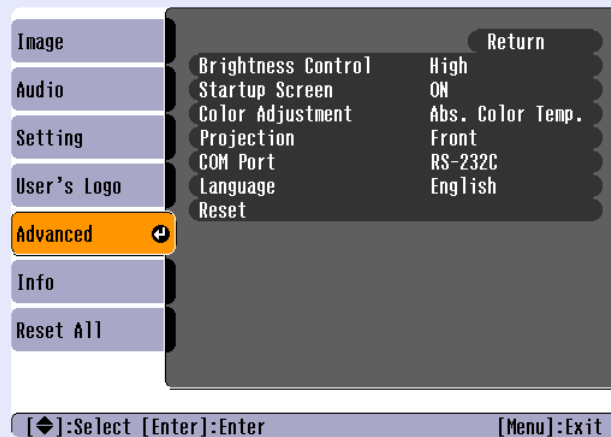 Image
Audio
Setting
User's Logo
Advanced
Info
Reset All
Return
Brightness Control High
Startup Screen ON
Color Adjustment Abs. Color Temp.
Projection Front
COM Port RS-232C
Language English
Reset
[◆]:Select [Enter]:Enter [Menu]:Exit